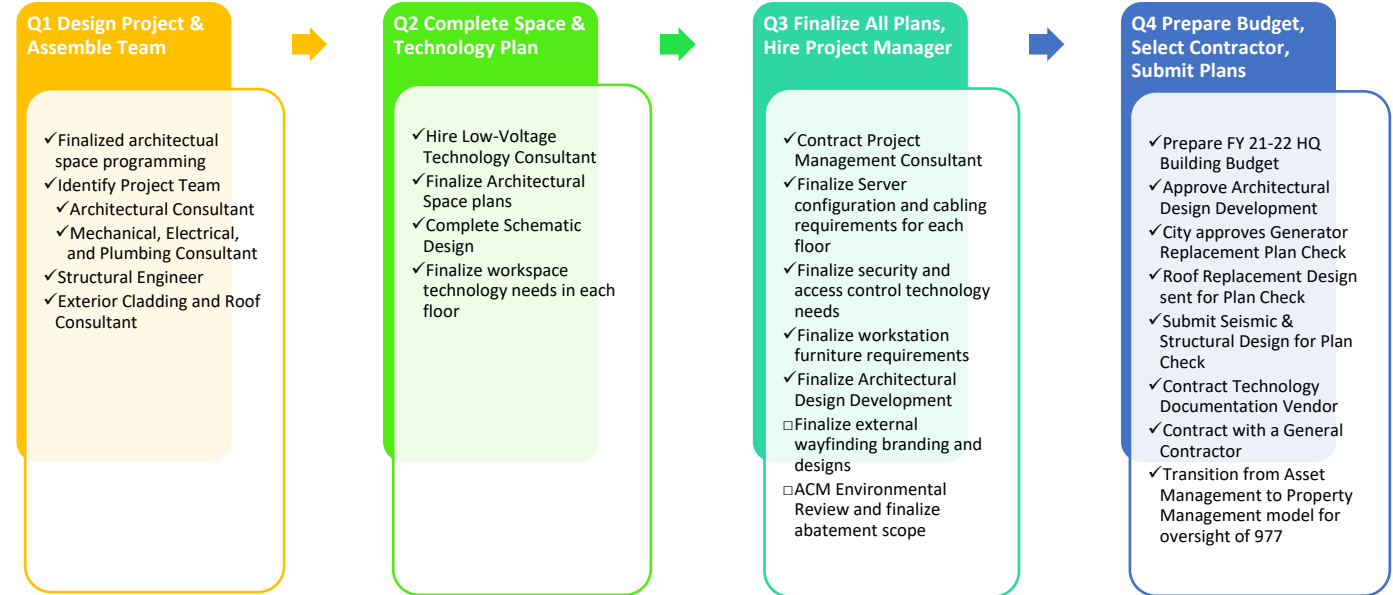 Q1 Design Project &
Assemble Team
✓Finalized architectual
space programming
✓Identify Project Team
✓Architectural Consultant
✓Mechanical, Electrical,
and Plumbing Consultant
✓Structural Engineer
✓Exterior Cladding and Roof
Consultant
Q2 Complete Space &
Technology Plan
✓Hire Low-Voltage
Technology Consultant
✓Finalize Architectural
Space plans
✓Complete Schematic
Design
✓Finalize workspace
technology needs in each
floor
Q3 Finalize All Plans,
Hire Project Manager
✓Contract Project
Management Consultant
✓Finalize Server
configuration and cabling
requirements for each
floor
✓Finalize security and
access control technology
needs
✓Finalize workstation
furniture requirements
✓Finalize Architectural
Design Development
□Finalize external
wayfinding branding and
designs
□ACM Environmental
Review and finalize
abatement scope
Q4 Prepare Budget,
Select Contractor,
Submit Plans
✓Prepare FY 21-22 HQ
Building Budget
✓Approve Architectural
Design Development
✓City approves Generator
Replacement Plan Check
✓Roof Replacement Design
sent for Plan Check
✓Submit Seismic &
Structural Design for Plan
Check
✓Contract Technology
Documentation Vendor
✓Contract with a General
Contractor
✓Transition from Asset
Management to Property
Management model for
oversight of 977